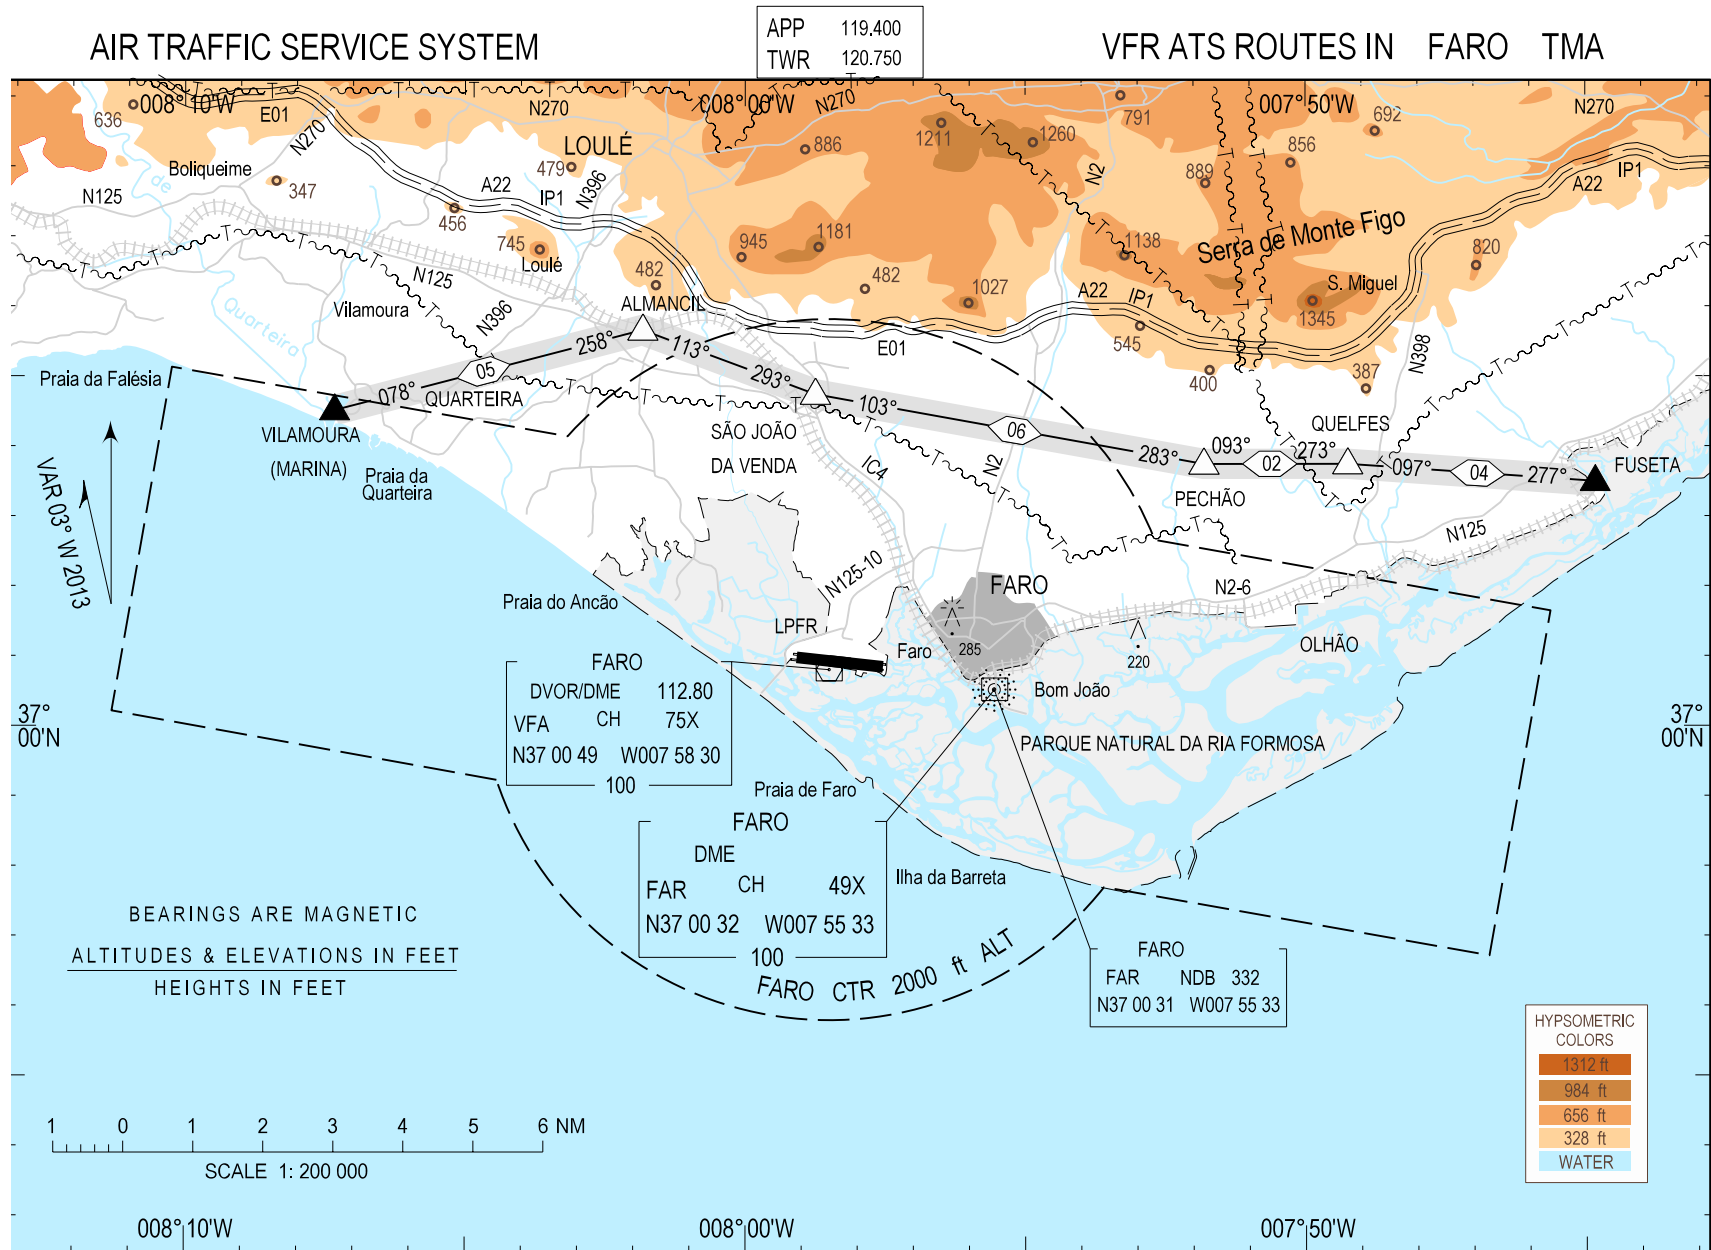 AIR TRAFFIC SERVICE SYSTEM
APP 119.400
TWR 120.750
VFR ATS ROUTES IN FARO TMA
008°10'W
008°00'W
007°50'W
636
E01
N270
N270
N270
N270
LOULÉ
Boliqueime
347
N125
de
479
N396
A22
IP1
456
745
Loulé
482
886
1211
1260
791
N2
692
856
889
A22
IP1
945
1181
482
1027
1138
Serra de Monte Figo
820
S. Miguel
1345
A22
IP1
545
400
387
N398
E01
N125
Vilamoura
N396
Quarteira
ALMANCIL
258°
113°
05
078°
293°
103°
06
283°
093°
02
273°
097°
04
277°
Praia da Falésia
QUARTEIRA
VILAMOURA
(MARINA)
Praia da
Quarteira
SÃO JOÃO
DA VENDA
IC4
N2
QUELFES
PECHÃO
FUSETA
N125
VAR 03° W 2013
N125-10
FARO
N2-6
Praia do Ancão
LPFR
Faro
285
220
OLHÃO
Bom João
PARQUE NATURAL DA RIA FORMOSA
FARO
DVOR/DME 112.80
VFA CH 75X
N37 00 49 W007 58 30
100
37°
00'N
37°
00'N
Praia de Faro
FARO
DME
FAR CH 49X
N37 00 32 W007 55 33
100
Ilha da Barreta
FARO CTR 2000 ft ALT
FARO
FAR NDB 332
N37 00 31 W007 55 33
BEARINGS ARE MAGNETIC
ALTITUDES & ELEVATIONS IN FEET
HEIGHTS IN FEET
HYPSOMETRIC
COLORS
1312 ft
984 ft
656 ft
328 ft
WATER
1 0 1 2 3 4 5 6 NM
SCALE 1: 200 000
008°10'W
008°00'W
007°50'W